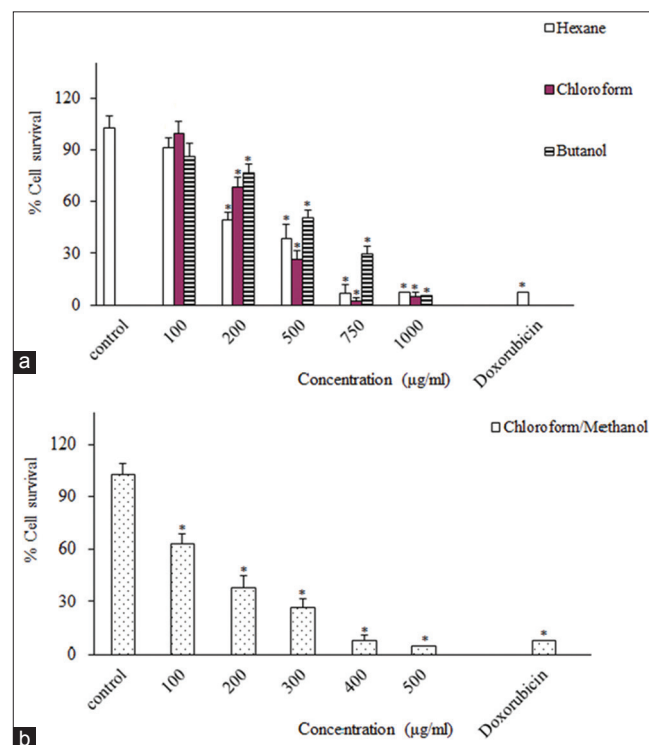 Hexane
Chloroform
Butanol
% Cell survival
120
90
60
30
0
* * *
* * *
* * *
* * *
*
control
100
200
500
750
1000
Doxorubicin
Concentration (µg/ml)
a
Chloroform/Methanol
% Cell survival
120
90
60
30
0
*
*
*
*
*
*
control
100
200
300
400
500
Doxorubicin
Concentration (µg/ml)
b